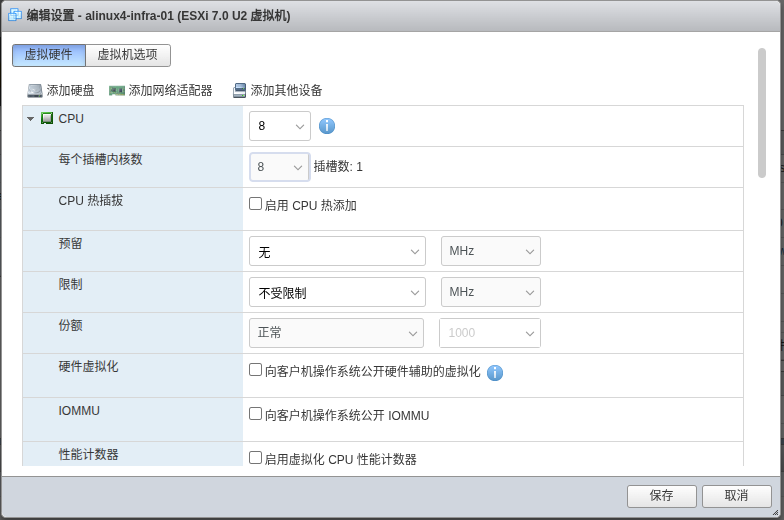 编辑设置 - alinux4-infra-01 (ESXi 7.0 U2 虚拟机)
虚拟硬件 虚拟机选项
添加硬盘 添加网络适配器 添加其他设备
CPU 8
每个插槽内核数 8 插槽数: 1
CPU 热插拔 启用 CPU 热添加
预留 无 MHz
限制 不受限制 MHz
份额 正常 1000
硬件虚拟化 向客户机操作系统公开硬件辅助的虚拟化
IOMMU 向客户机操作系统公开 IOMMU
性能计数器 启用虚拟化 CPU 性能计数器
保存 取消